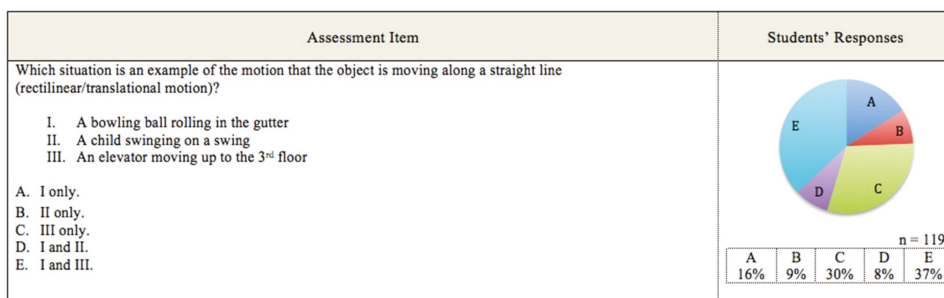 Assessment Item
Students' Responses
Which situation is an example of the motion that the object is moving along a straight line
(rectilinear/translational motion)?
I. A bowling ball rolling in the gutter
II. A child swinging on a swing
III. An elevator moving up to the 3rd floor
A. I only.
B. II only.
C. III only.
D. I and II.
E. I and III.
A
B
C
D
E
n = 119
A B C D E
16% 9% 30% 8% 37%